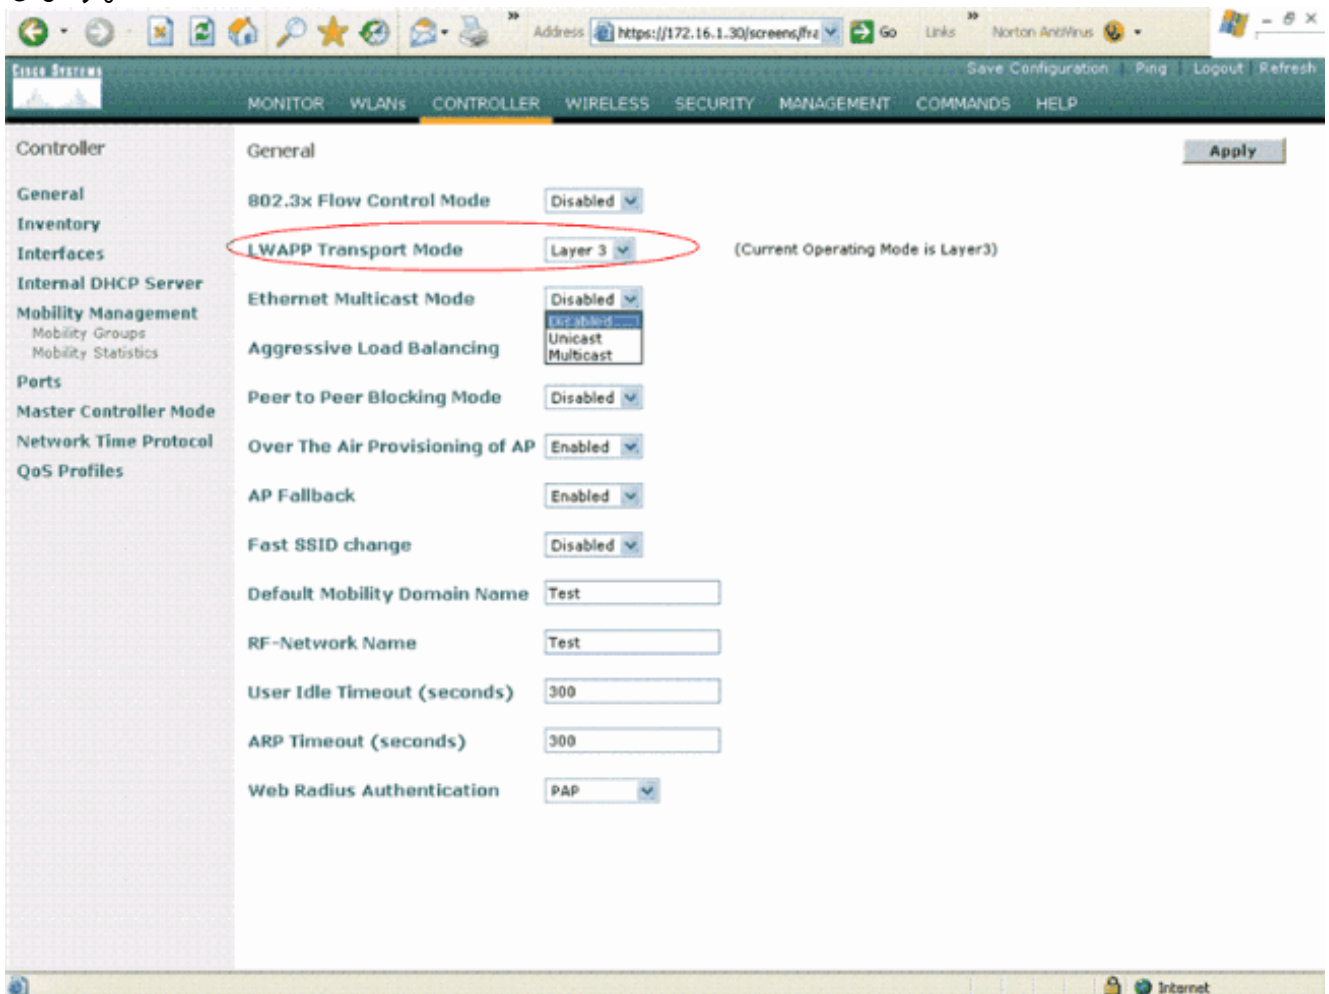 Address https://172.16.1.30/screens/fra Go Links Norton AntiVirus
Cisco Systems
Save Configuration Ping Logout Refresh
MONITOR WLANs CONTROLLER WIRELESS SECURITY MANAGEMENT COMMANDS HELP
Controller
General
Inventory
Interfaces
Internal DHCP Server
Mobility Management
Mobility Groups
Mobility Statistics
Ports
Master Controller Mode
Network Time Protocol
QoS Profiles
General
Apply
802.3x Flow Control Mode Disabled
LWAPP Transport Mode Layer 3 (Current Operating Mode is Layer3)
Ethernet Multicast Mode Disabled
Disabled
Unicast
Multicast
Aggressive Load Balancing
Peer to Peer Blocking Mode Disabled
Over The Air Provisioning of AP Enabled
AP Fallback Enabled
Fast SSID change Disabled
Default Mobility Domain Name Test
RF-Network Name Test
User Idle Timeout (seconds) 300
ARP Timeout (seconds) 300
Web Radius Authentication PAP
Internet